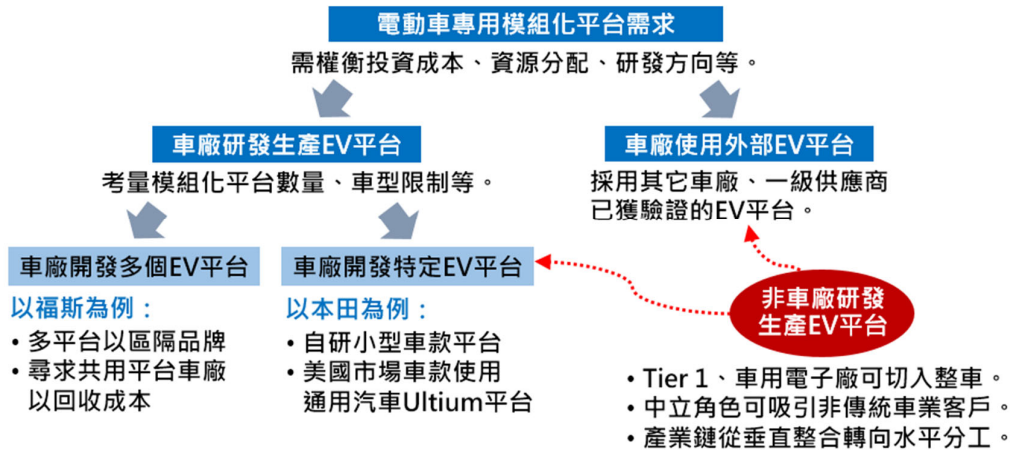 電動車專用模組化平台需求
需權衡投資成本、資源分配、研發方向等。
車廠研發生產EV平台
考量模組化平台數量、車型限制等。
車廠使用外部EV平台
採用其它車廠、一級供應商
已獲驗證的EV平台。
車廠開發多個EV平台
以福斯為例：
•多平台以區隔品牌
•尋求共用平台車廠
以回收成本
車廠開發特定EV平台
以本田為例：
•自研小型車款平台
•美國市場車款使用
通用汽車Ultium平台
非車廠研發
生產EV平台
•Tier 1、車用電子廠可切入整車。
•中立角色可吸引非傳統車業客戶。
•產業鏈從垂直整合轉向水平分工。